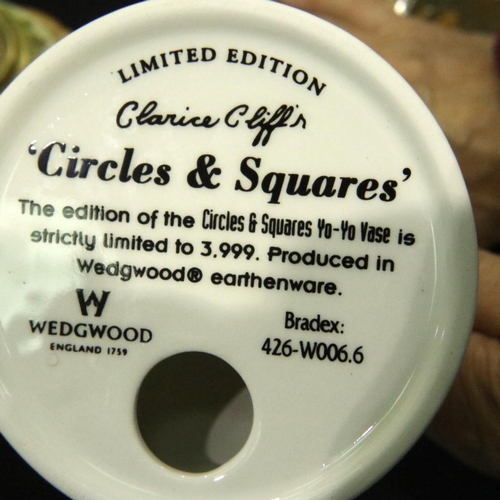 LIMITED EDITION
Clarice Cliff's
'Circles & Squares'
The edition of the Circles & Squares Yo-Yo Vase is
strictly limited to 3,999. Produced in
Wedgwood® earthenware.
W
WEDGWOOD
ENGLAND 1759
Bradex:
426-W006.6